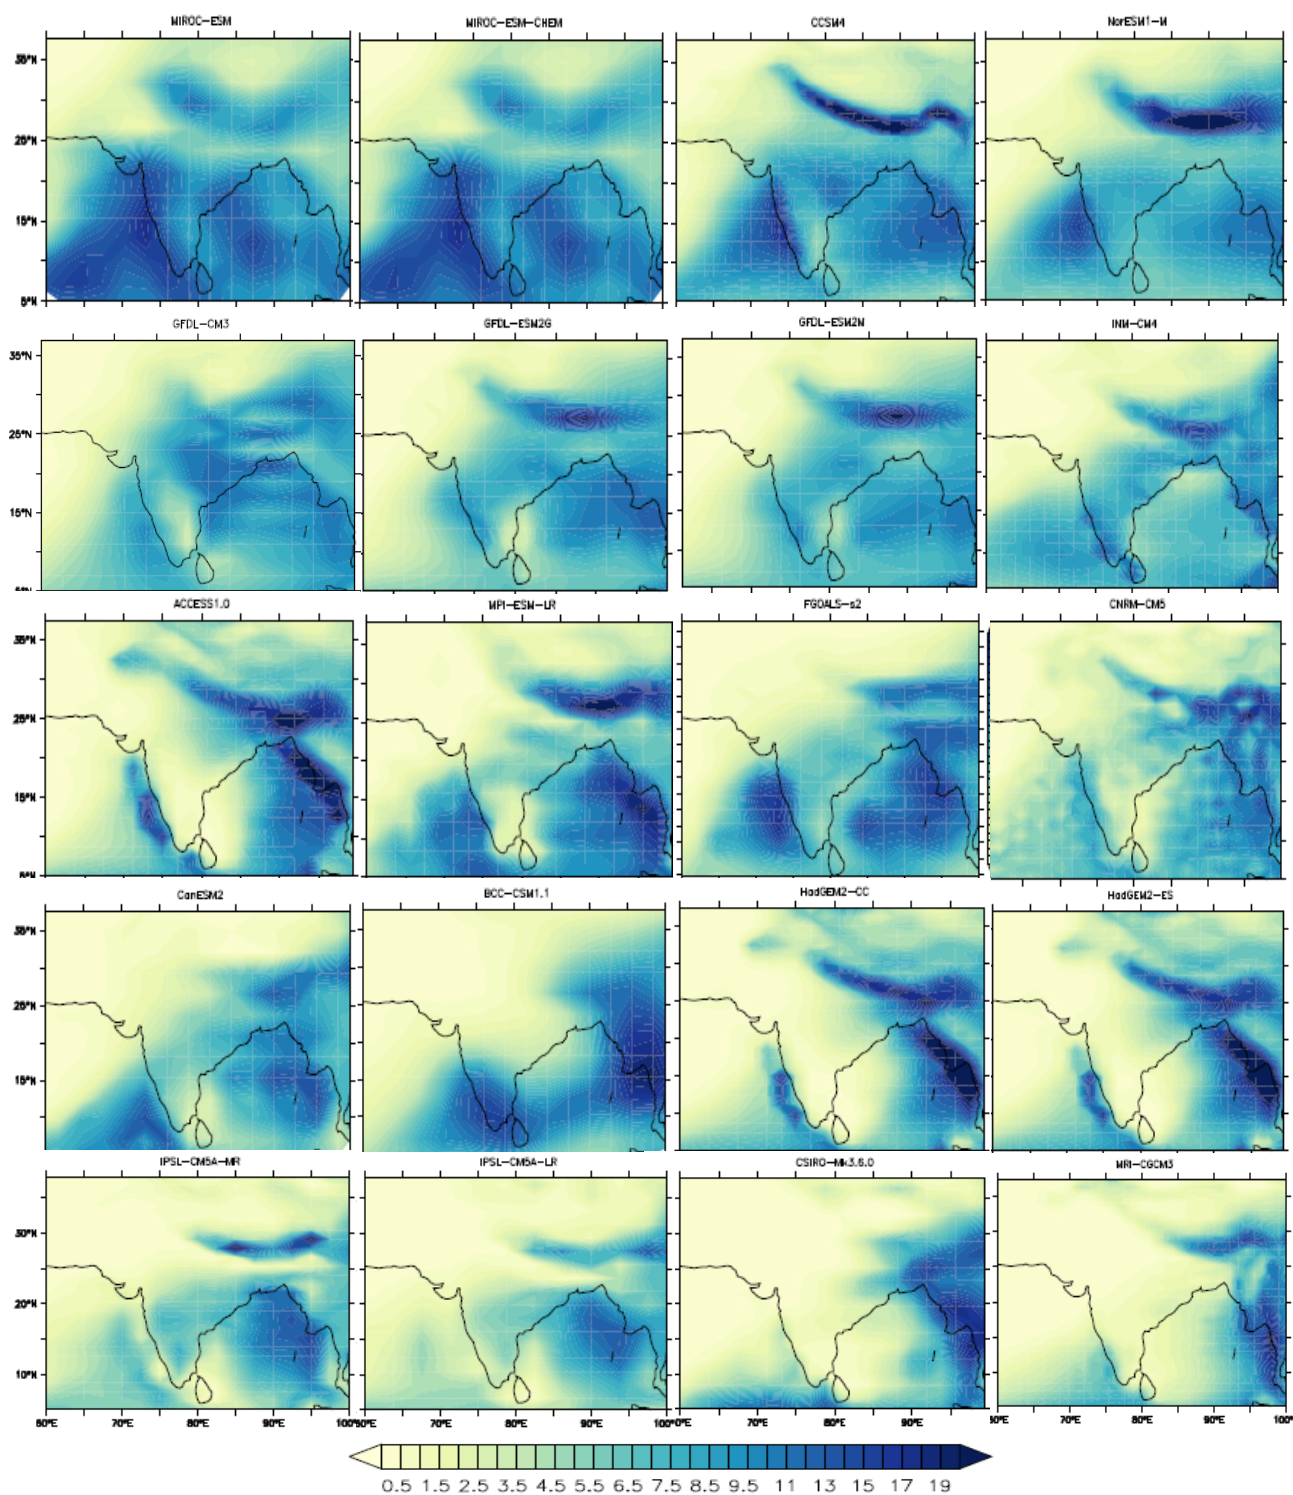 MIROC-ESM MIROC-ESM-CHEM CCSM4 NorESM1-M
35°N
25°N
15°N
5°N
GFDL-CM3 GFDL-ESM2G GFDL-ESM2M INM-CM4
35°N
25°N
15°N
5°N
ACCESS1.0 MPI-ESM-LR FGOALS-s2 CNRM-CM5
35°N
25°N
15°N
5°N
CanESM2 BCC-CSM1.1 HadGEM2-CC HadGEM2-ES
35°N
25°N
15°N
IPSL-CM5A-MR IPSL-CM5A-LR CSIRO-Mk3.6.0 MRI-CGCM3
30°N
20°N
10°N
60°E 70°E 80°E 90°E 100°E 70°E 80°E 90°E 60°E 70°E 80°E 90°E 60°E 70°E 80°E 90°E 100°
0.5 1.5 2.5 3.5 4.5 5.5 6.5 7.5 8.5 9.5 11 13 15 17 19